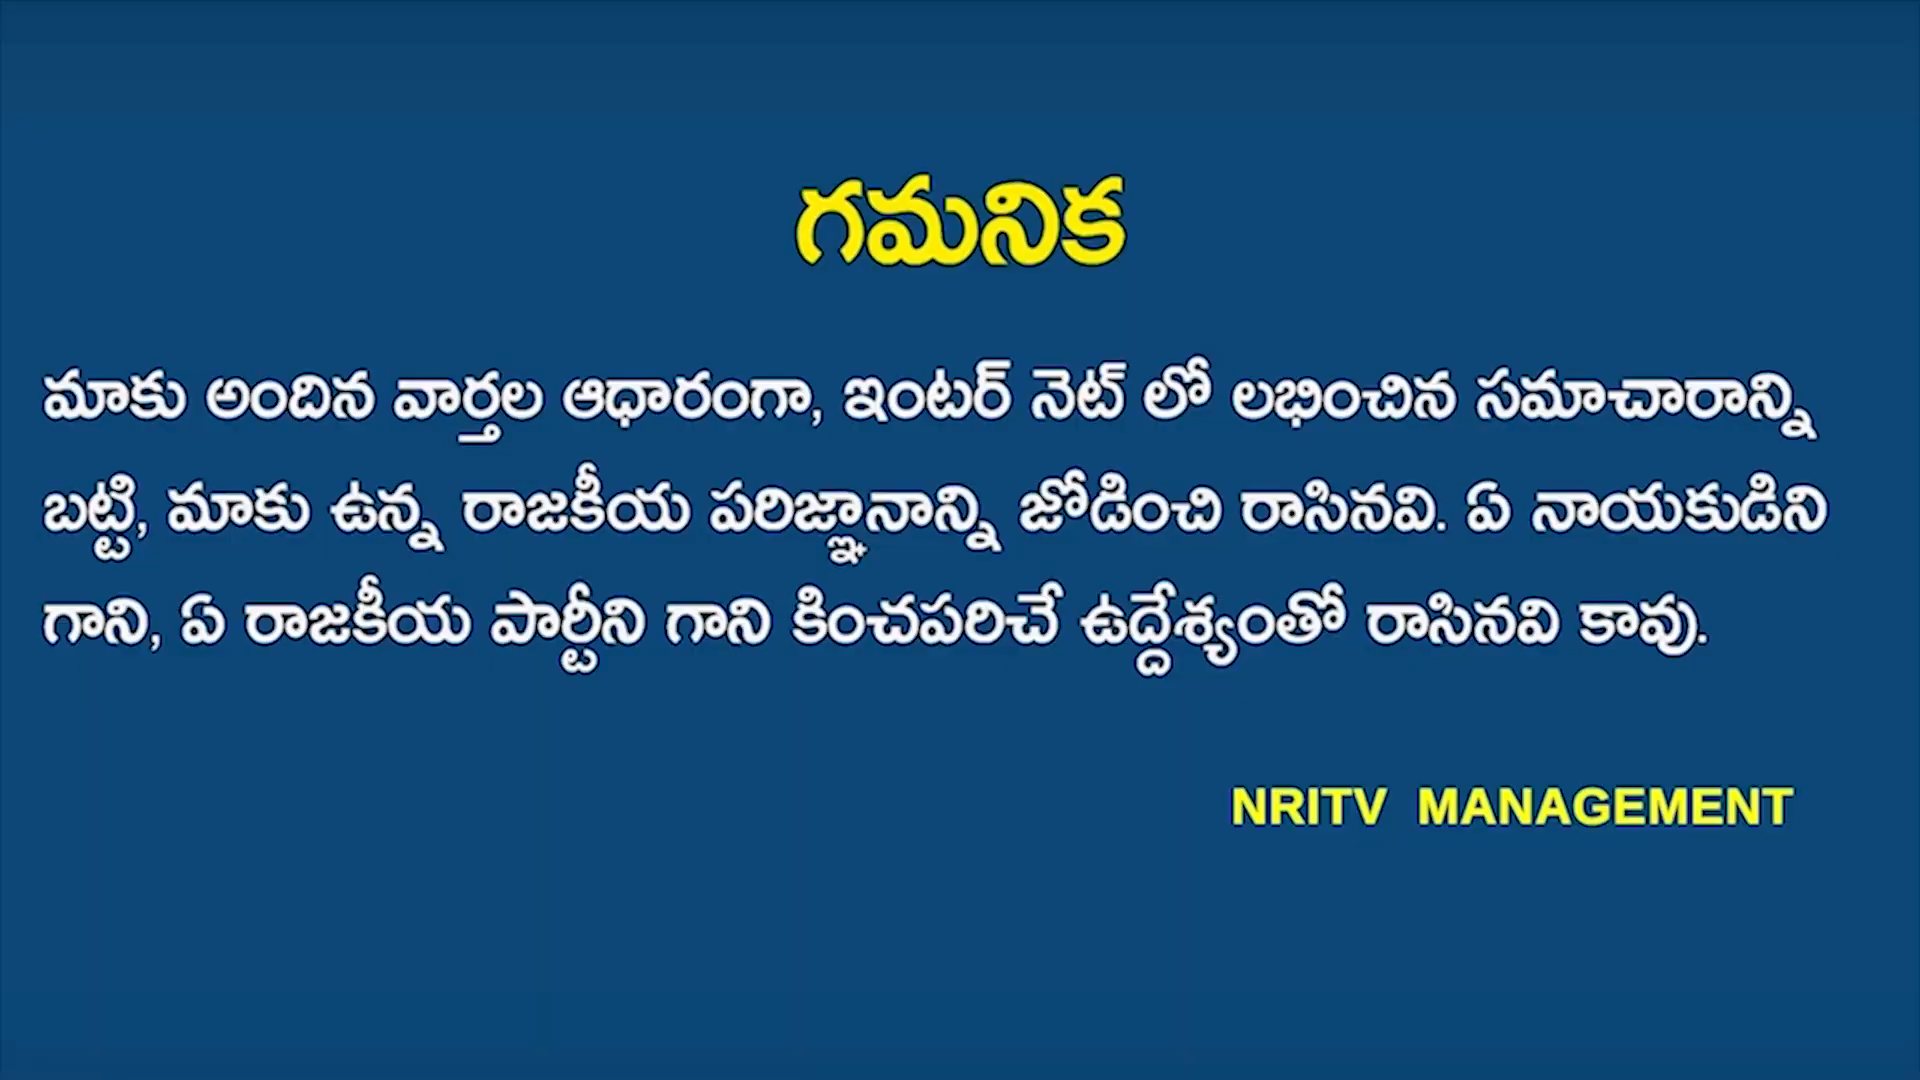 గమనిక
మాకు అందిన వార్తల ఆధారంగా, ఇంటర్ నెట్ లో లభించిన సమాచారాన్ని
బట్టి, మాకు ఉన్న రాజకీయ పరిజ్ఞానాన్ని జోడించి రాసినవి. ఏ నాయకుడిని
గాని, ఏ రాజకీయ పార్టీని గాని కించపరిచే ఉద్దేశ్యంతో రాసినవి కావు.
NRITV MANAGEMENT